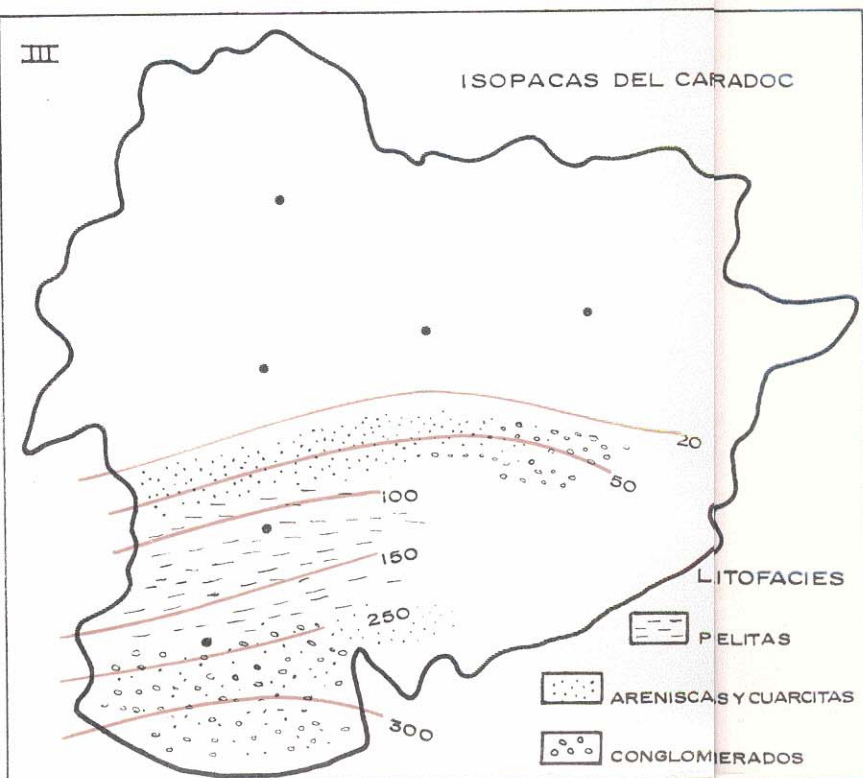 III
ISOPACAS DEL CARADOC
20
50
100
150
250
300
LITOFACIES
PELITAS
ARENISCAS Y CUARCITAS
CONGLOMERADOS